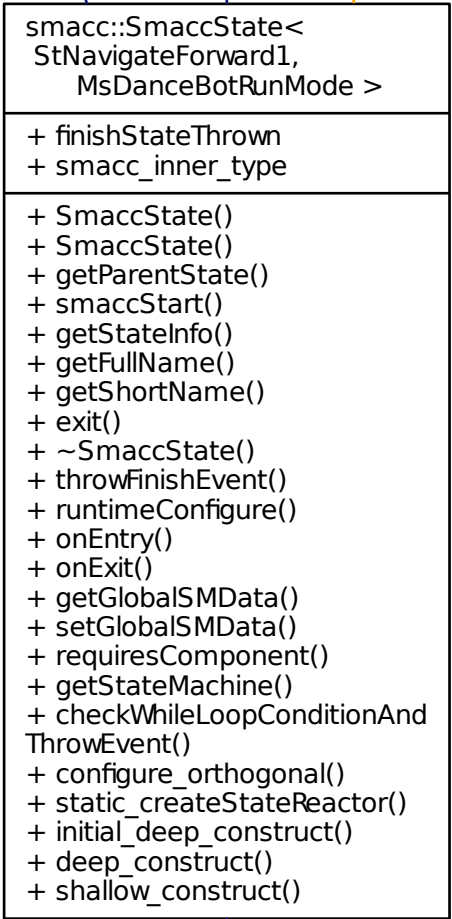 smacc::SmaccState<
StNavigateForward1,
MsDanceBotRunMode >
+ finishStateThrown
+ smacc_inner_type
+ SmaccState()
+ SmaccState()
+ getParentState()
+ smaccStart()
+ getStateInfo()
+ getFullName()
+ getShortName()
+ exit()
+ ~SmaccState()
+ throwFinishEvent()
+ runtimeConfigure()
+ onEntry()
+ onExit()
+ getGlobalSMData()
+ setGlobalSMData()
+ requiresComponent()
+ getStateMachine()
+ checkWhileLoopConditionAnd
ThrowEvent()
+ configure_orthogonal()
+ static_createStateReactor()
+ initial_deep_construct()
+ deep_construct()
+ shallow_construct()